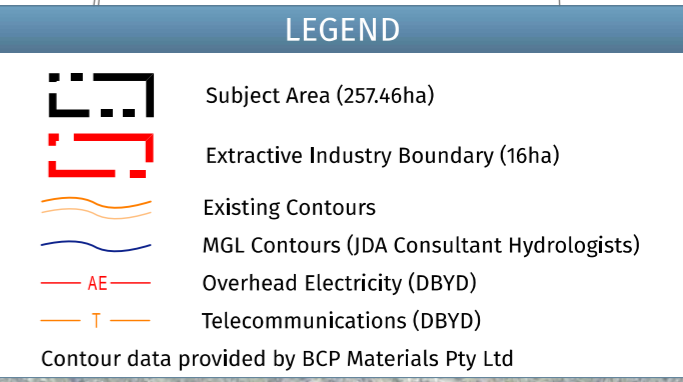 LEGEND
Subject Area (257.46ha)
Extractive Industry Boundary (16ha)
Existing Contours
MGL Contours (JDA Consultant Hydrologists)
AE Overhead Electricity (DBYD)
T Telecommunications (DBYD)
Contour data provided by BCP Materials Pty Ltd